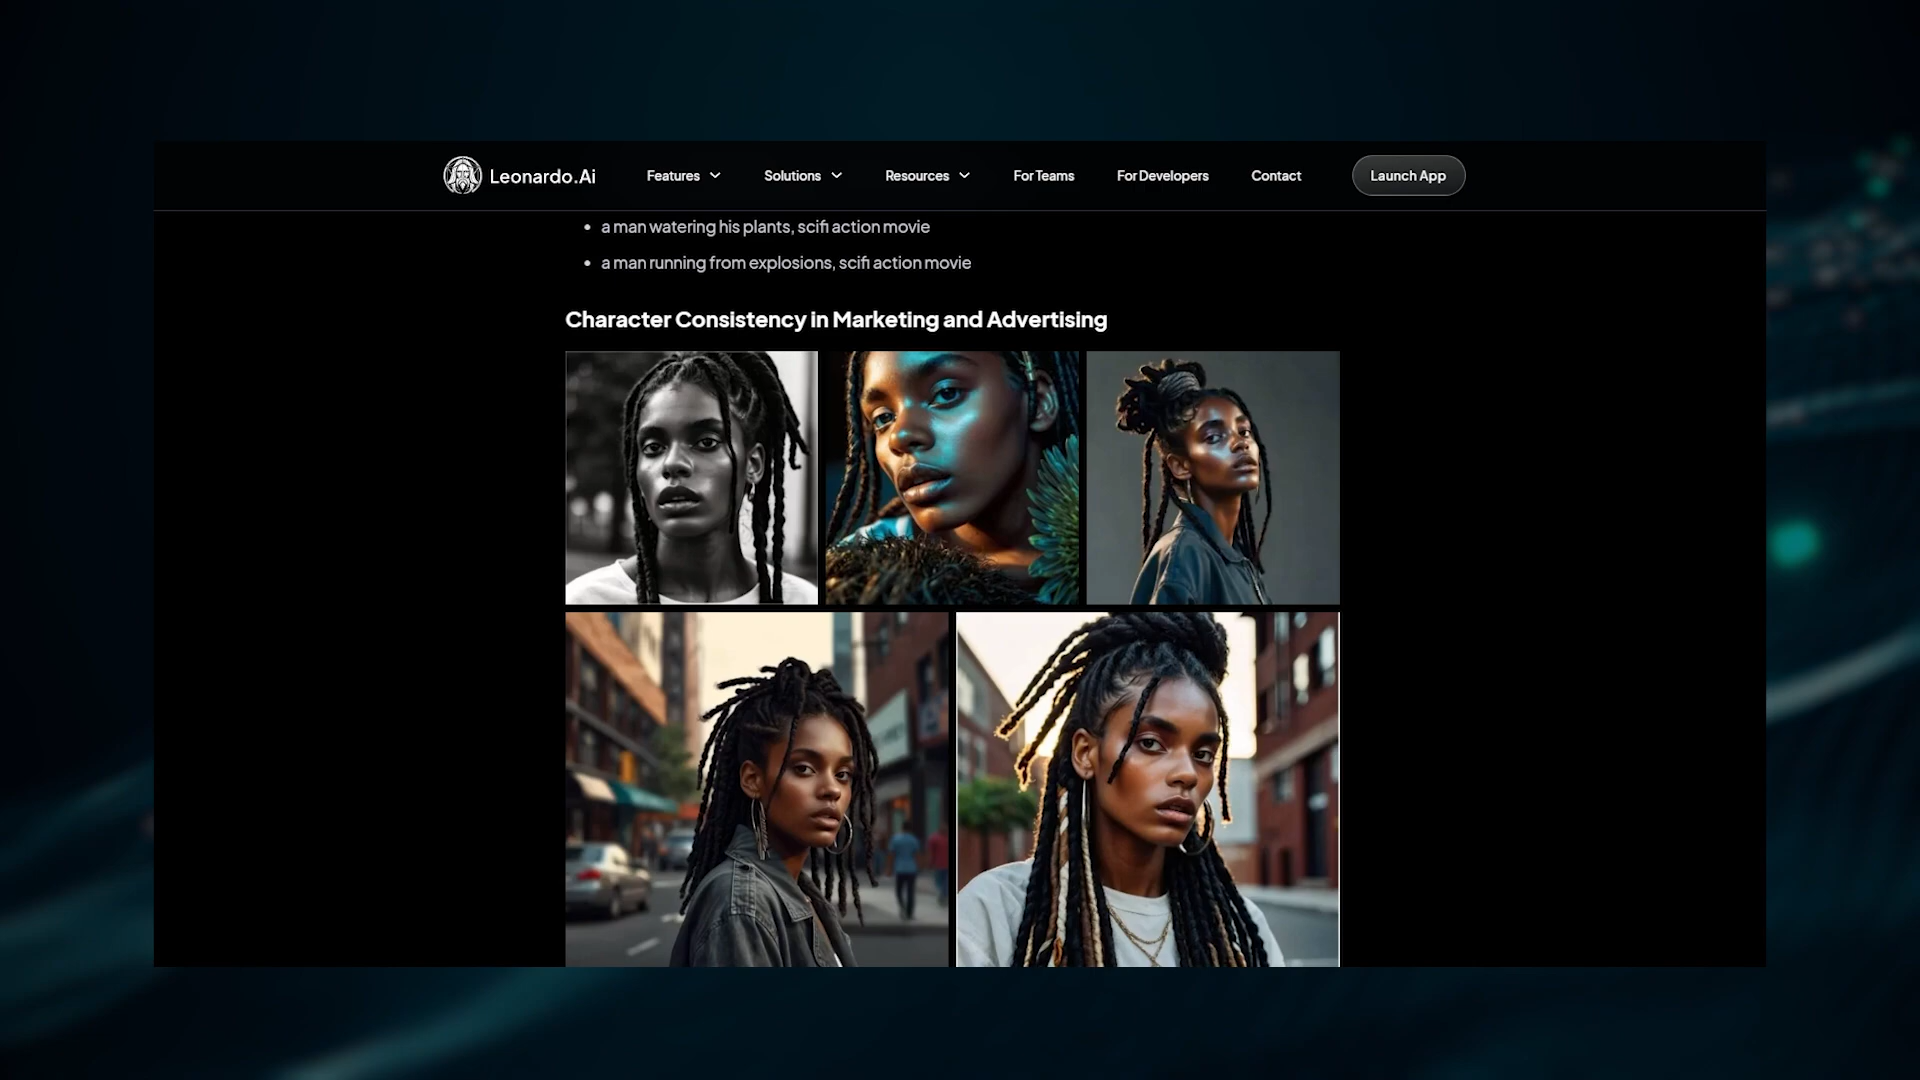 Leonardo.Ai Features Solutions Resources For Teams For Developers Contact Launch App
a man watering his plants, scifi action movie
a man running from explosions, scifi action movie
Character Consistency in Marketing and Advertising